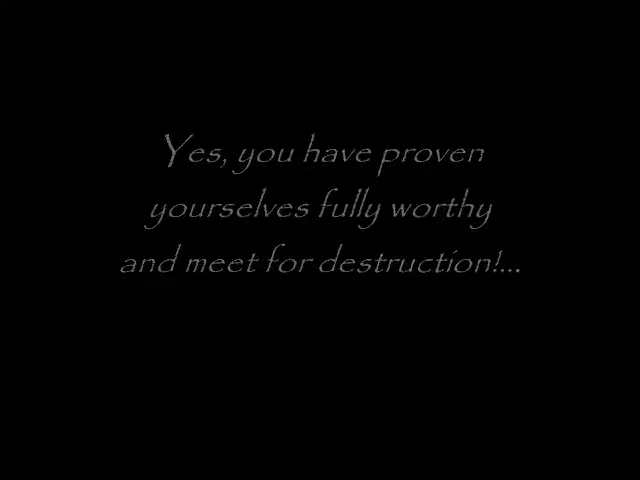 Yes, you have proven
yourselves fully worthy
and meet for destruction!...